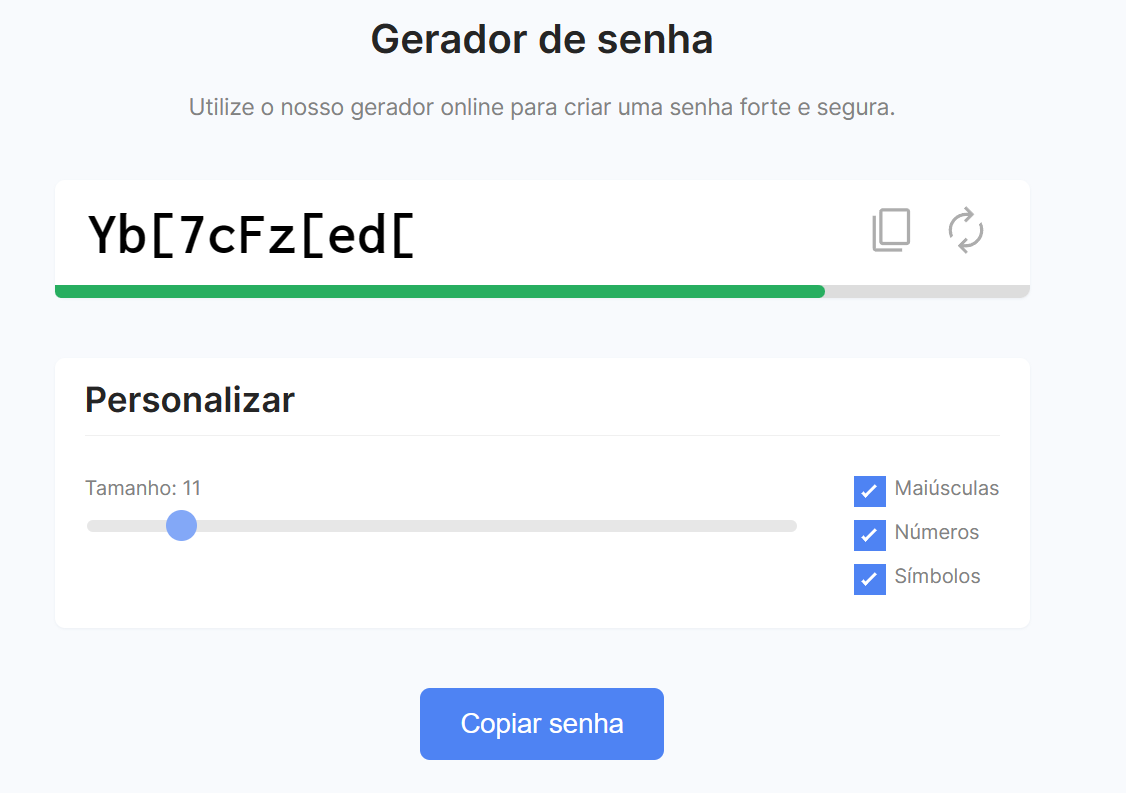 Gerador de senha
Utilize o nosso gerador online para criar uma senha forte e segura.
Yb[7cFz[ed[
Personalizar
Tamanho: 11
Maiúsculas
Números
Símbolos
Copiar senha